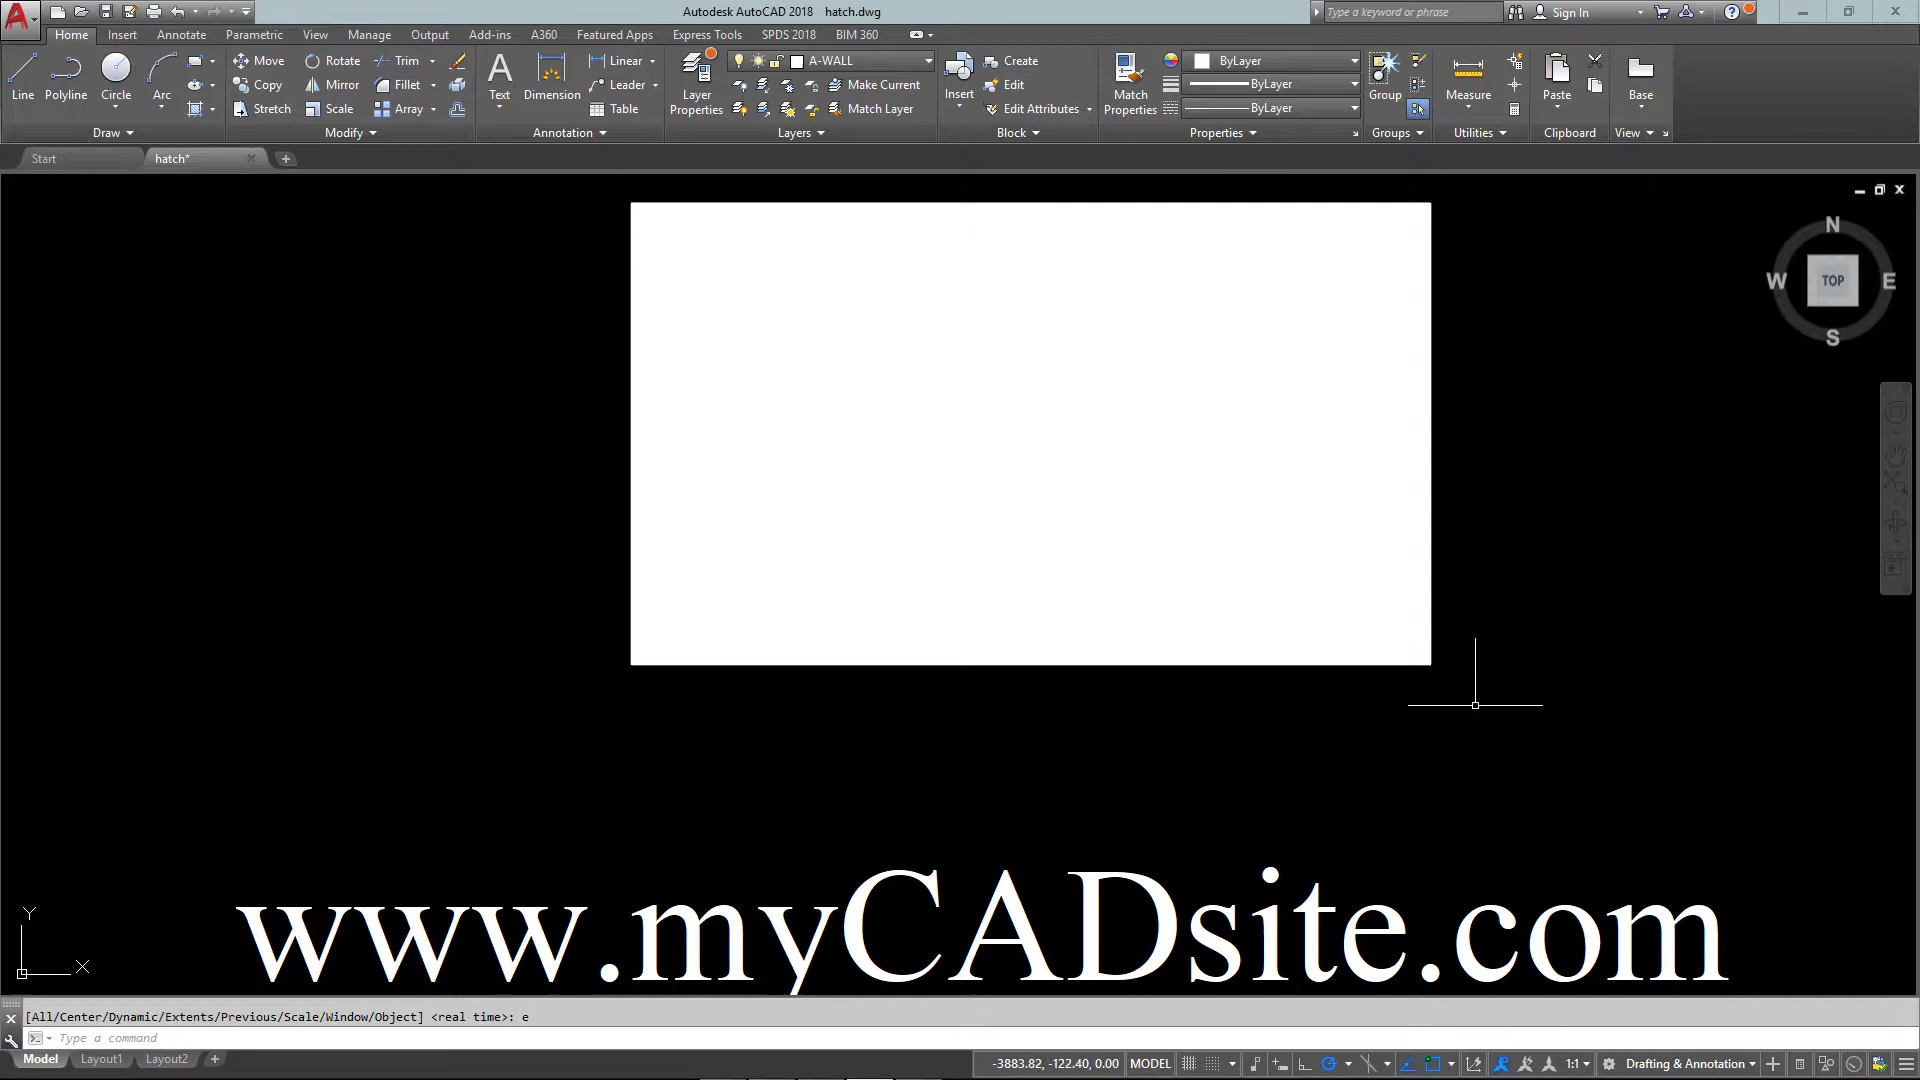 Autodesk AutoCAD 2018 hatch.dwg
Type a keyword or phrase
Sign In
Home Insert Annotate Parametric View Manage Output Add-ins A360 Featured Apps Express Tools SPDS 2018 BIM 360
Line Polyline Circle Arc
Draw
Move Rotate Trim
Copy Mirror Fillet
Stretch Scale Array
Modify
Text Dimension
Linear
Leader
Table
Annotation
Layer Properties
A-WALL
Make Current
Match Layer
Layers
Insert
Create
Edit
Edit Attributes
Block
Match Properties
ByLayer
ByLayer
ByLayer
Properties
Group
Groups
Measure
Utilities
Paste
Clipboard
Base
View
Start hatch*
N
W TOP E
S
Y
X
www.myCADsite.com
[All/Center/Dynamic/Extents/Previous/Scale/Window/Object] <real time>: e
Type a command
Model Layout1 Layout2
-3883.82, -122.40, 0.00 MODEL 1:1 Drafting & Annotation